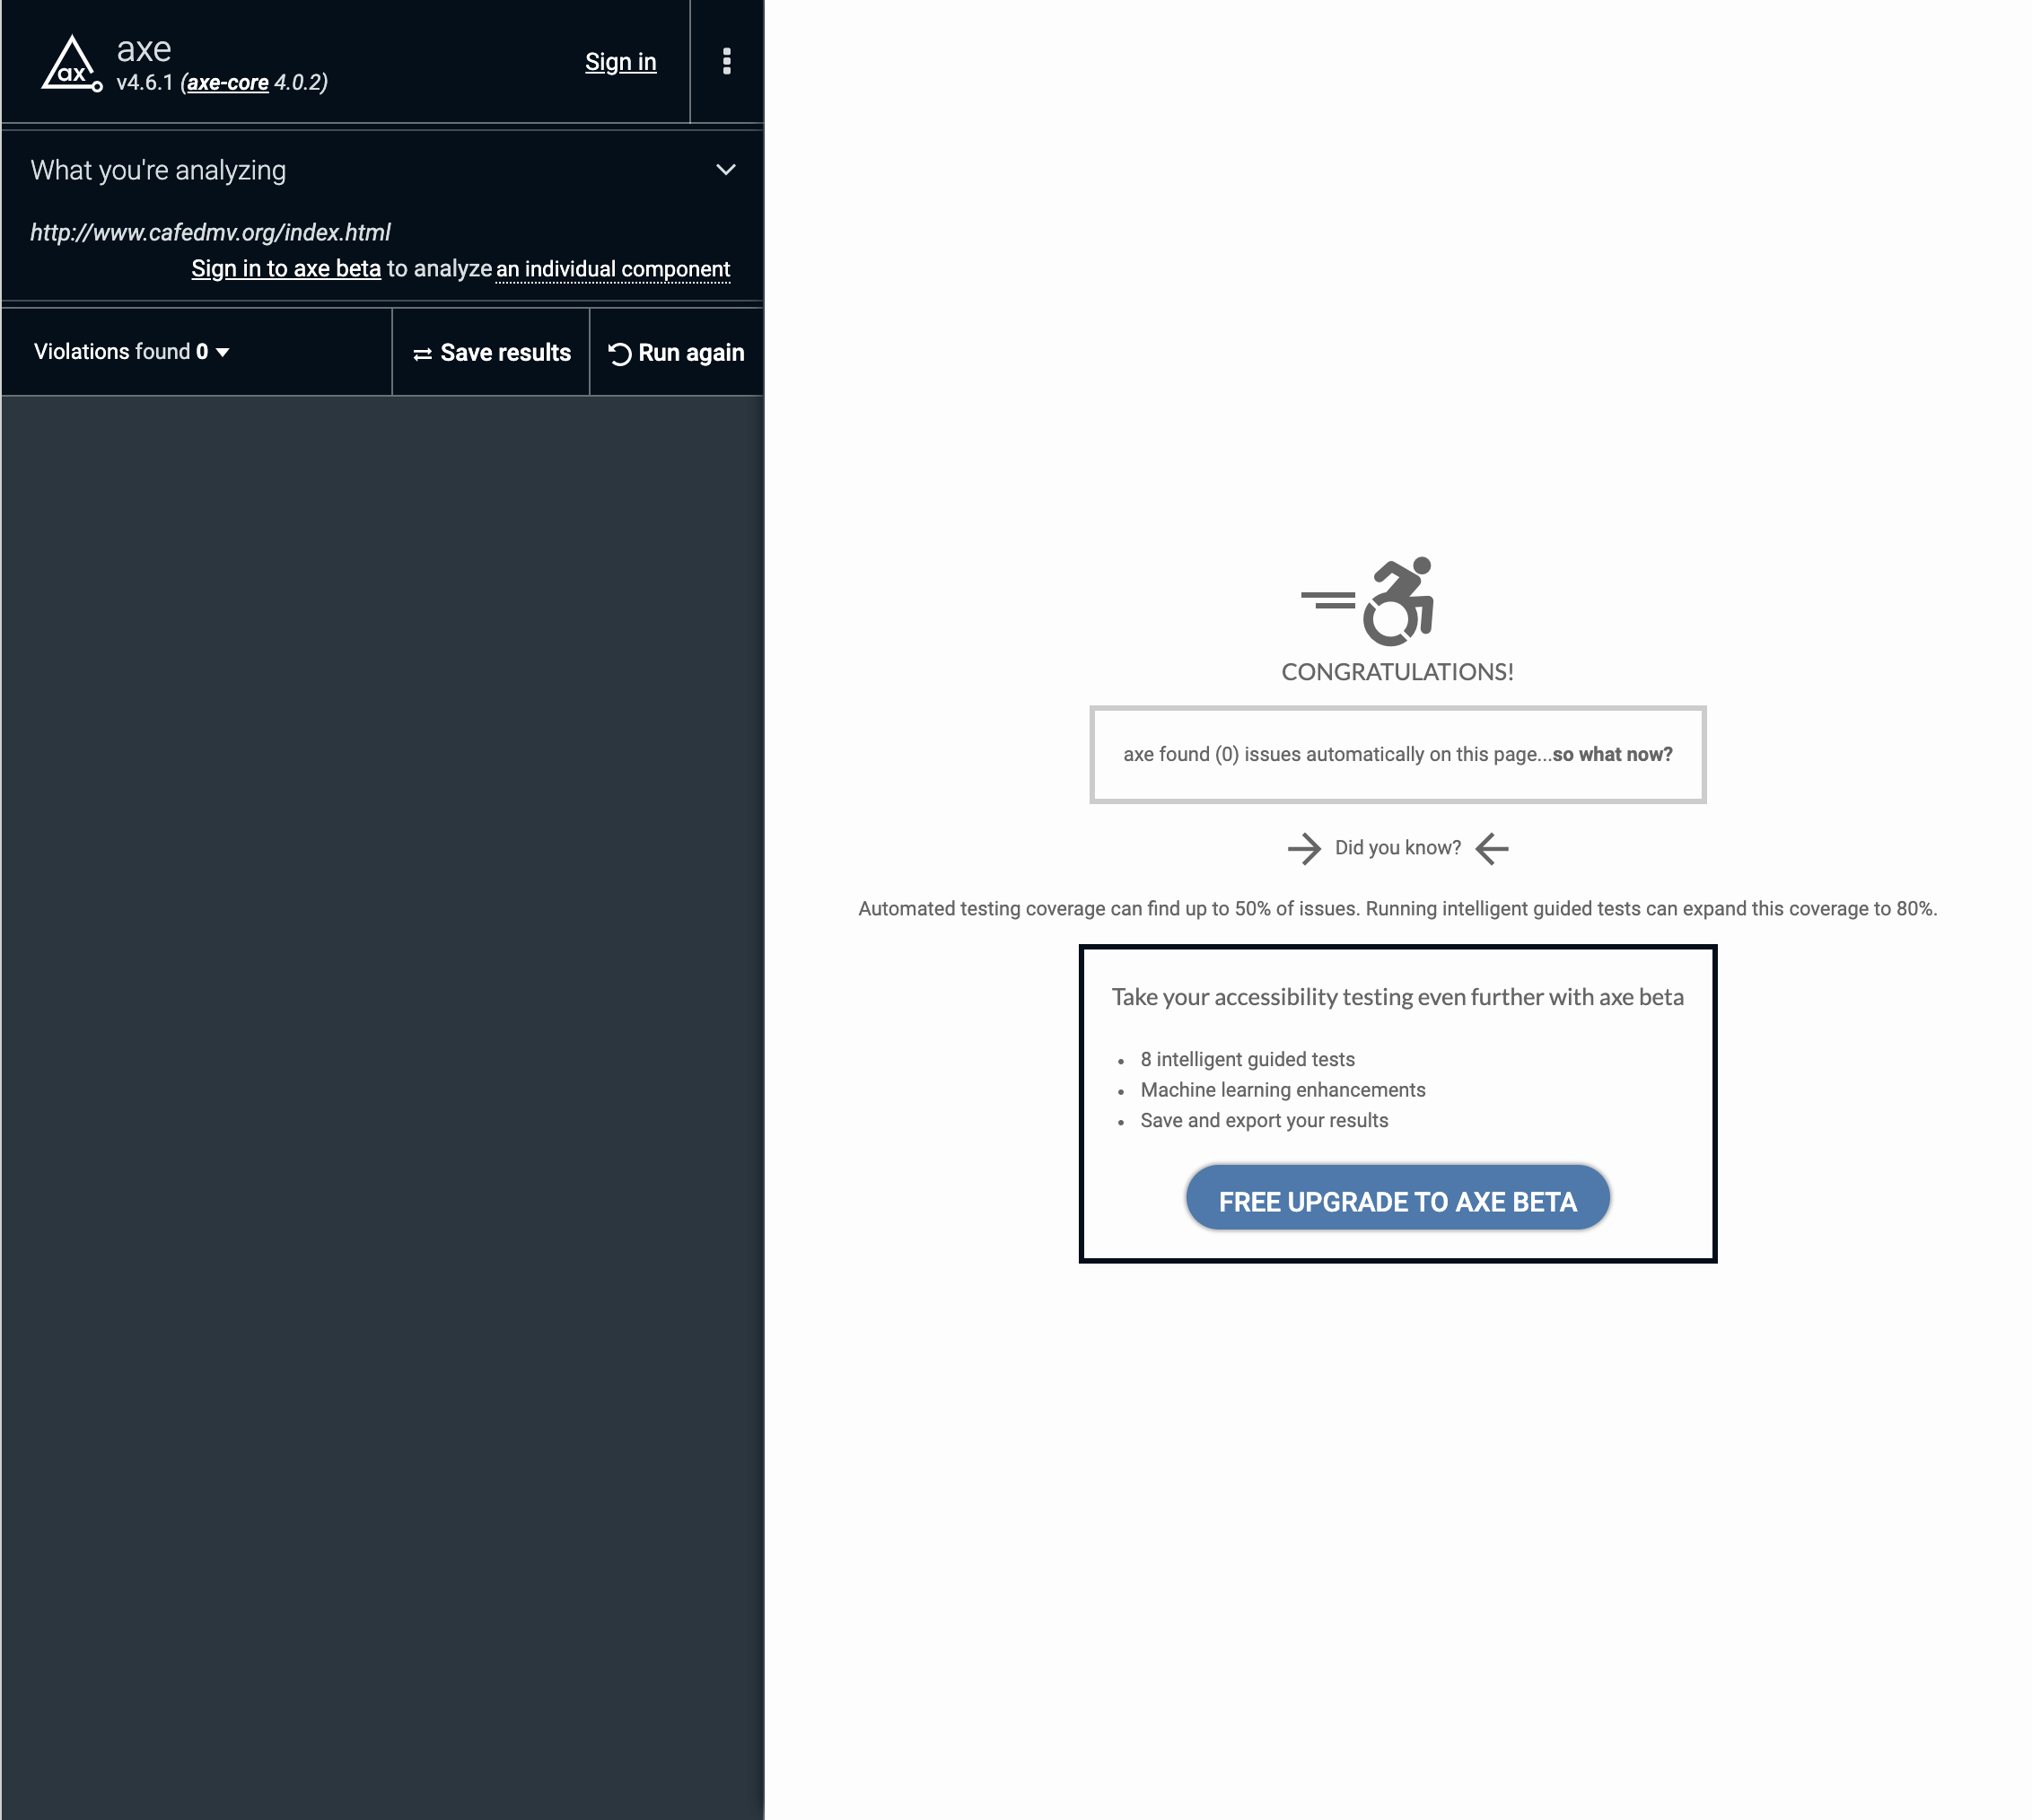 axe
v4.6.1 (axe-core 4.0.2)
Sign in
What you're analyzing
http://www.cafedmv.org/index.html
Sign in to axe beta to analyze an individual component
Violations found 0
Save results
Run again
ax
CONGRATULATIONS!
axe found (0) issues automatically on this page...so what now?
Did you know?
Automated testing coverage can find up to 50% of issues. Running intelligent guided tests can expand this coverage to 80%.
Take your accessibility testing even further with axe beta
• 8 intelligent guided tests
• Machine learning enhancements
• Save and export your results
FREE UPGRADE TO AXE BETA